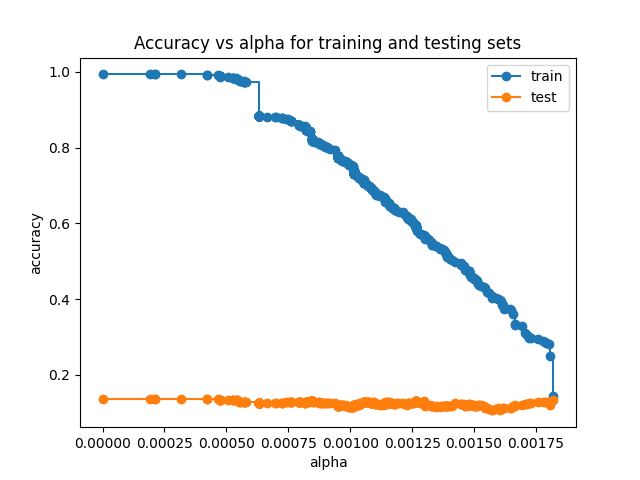 Accuracy vs alpha for training and testing sets
train
test
1.0
0.8
0.6
0.4
0.2
accuracy
0.00000 0.00025 0.00050 0.00075 0.00100 0.00125 0.00150 0.00175
alpha